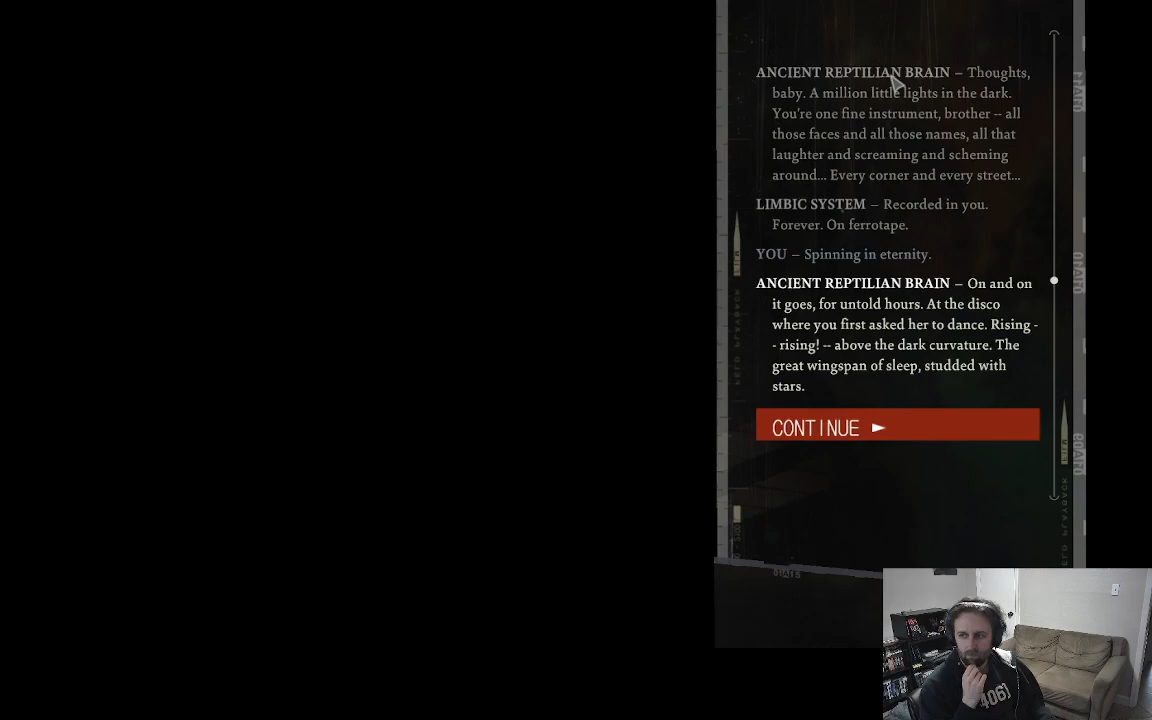 ANCIENT REPTILIAN BRAIN – Thoughts,
baby. A million little lights in the dark.
You're one fine instrument, brother -- all
those faces and all those names, all that
laughter and screaming and scheming
around... Every corner and every street...
LIMBIC SYSTEM – Recorded in you.
Forever. On ferrotape.
YOU – Spinning in eternity.
ANCIENT REPTILIAN BRAIN – On and on
it goes, for untold hours. At the disco
where you first asked her to dance. Rising -
- rising! -- above the dark curvature. The
great wingspan of sleep, studded with
stars.
CONTINUE
406